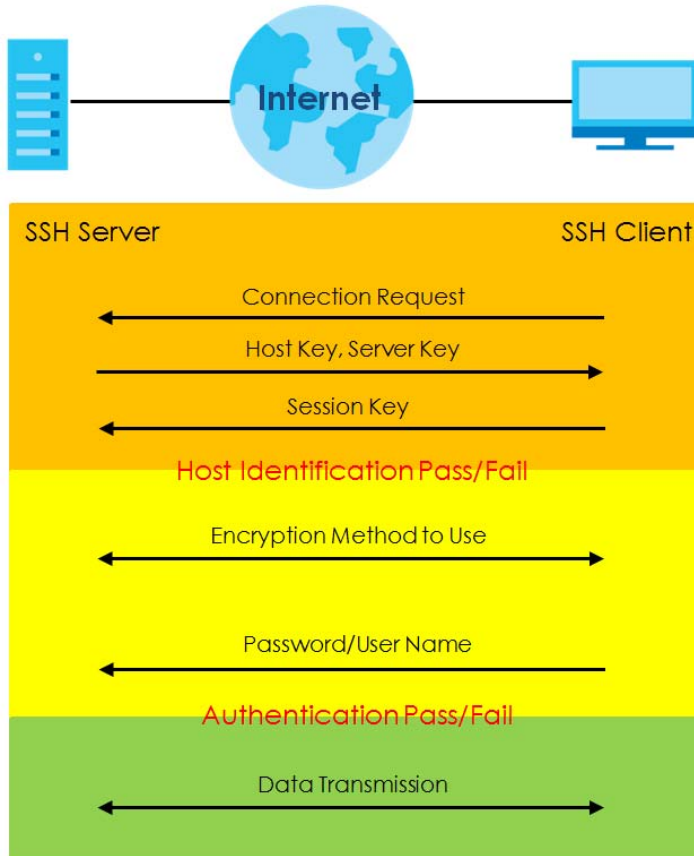 Internet
SSH Server
SSH Client
Connection Request
Host Key, Server Key
Session Key
Host Identification Pass/Fail
Encryption Method to Use
Password/User Name
Authentication Pass/Fail
Data Transmission